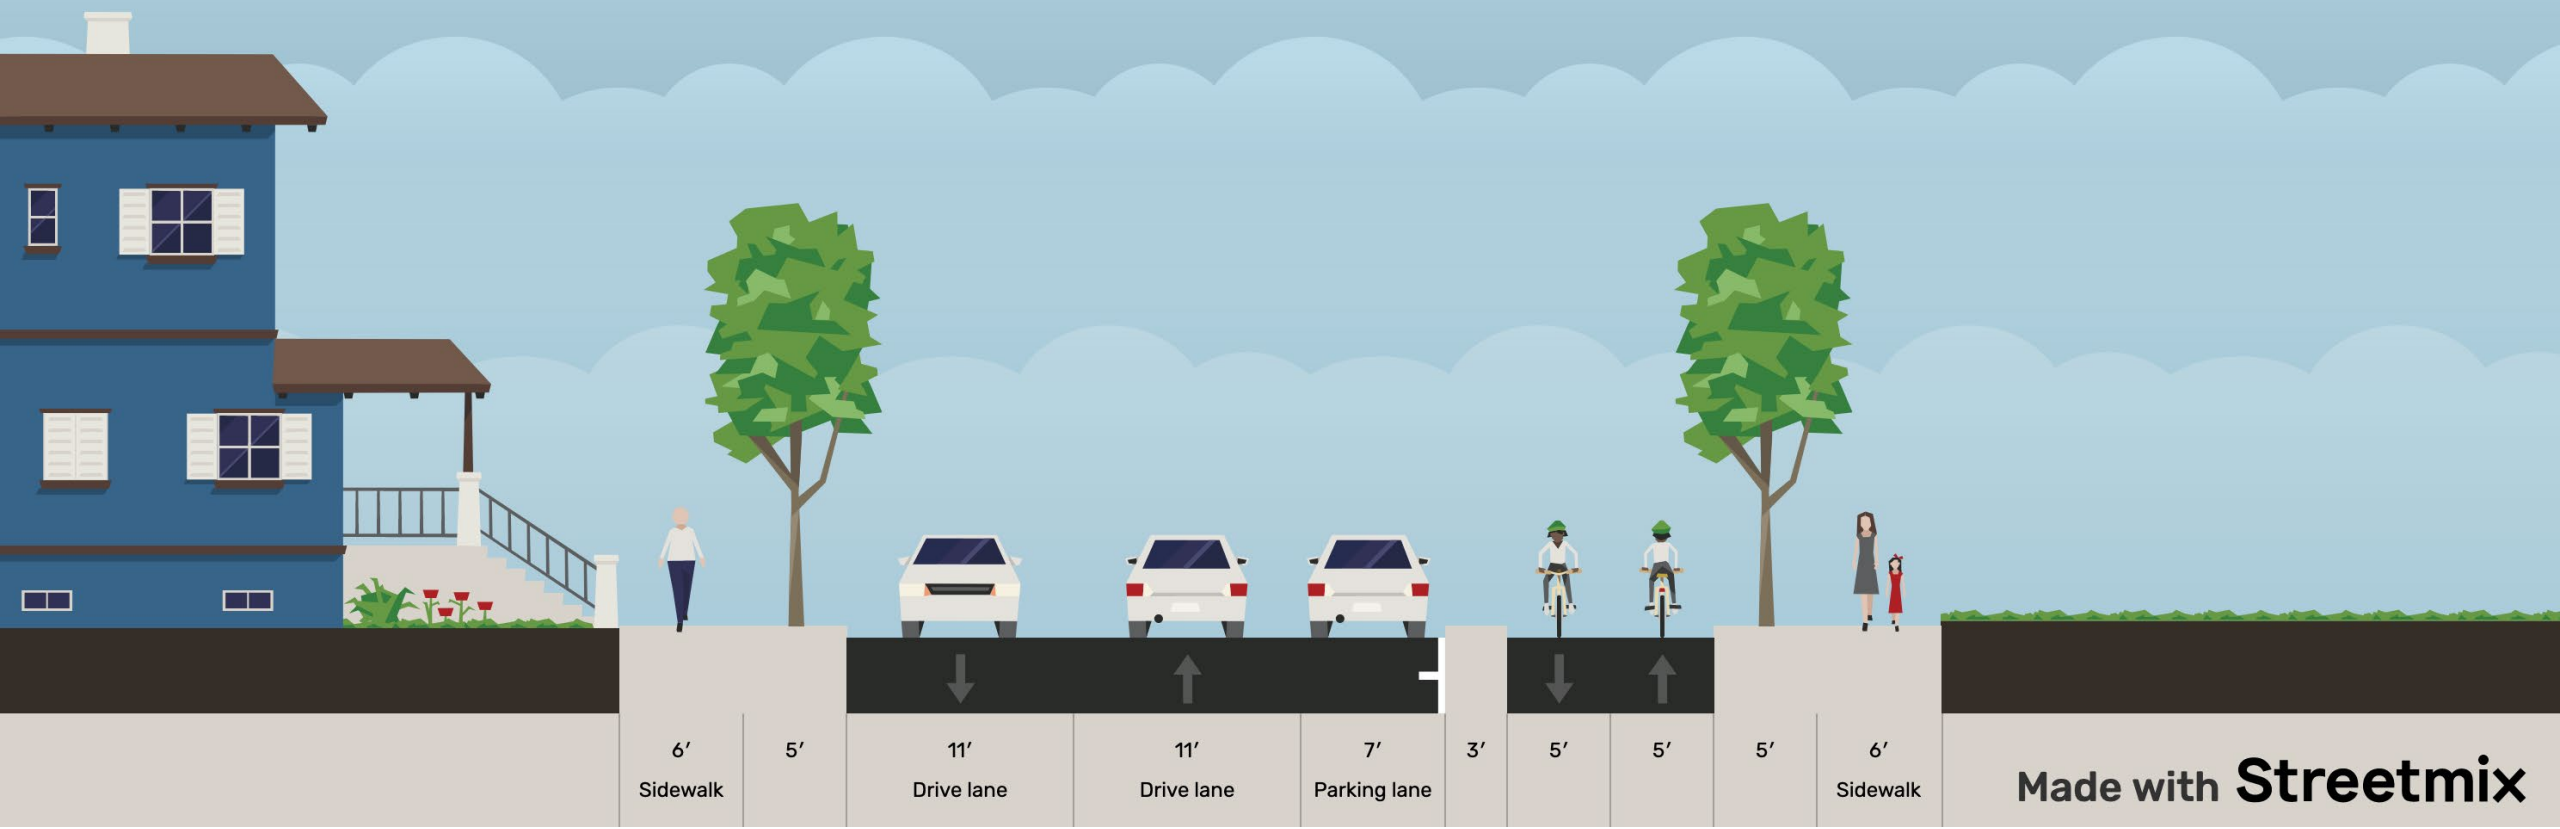 6′ 5′ 11′ 11′ 7′ 3′ 5′ 5′ 5′ 6′
Sidewalk Drive lane Drive lane Parking lane Sidewalk
Made with Streetmix